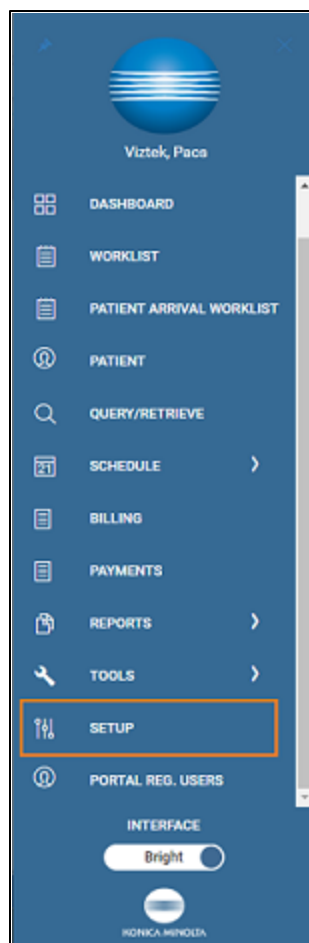 Viztek, Pacs
DASHBOARD
WORKLIST
PATIENT ARRIVAL WORKLIST
PATIENT
QUERY/RETRIEVE
21 SCHEDULE
BILLING
PAYMENTS
REPORTS
TOOLS
SETUP
PORTAL REG. USERS
INTERFACE
Bright
KONICA MINOLTA